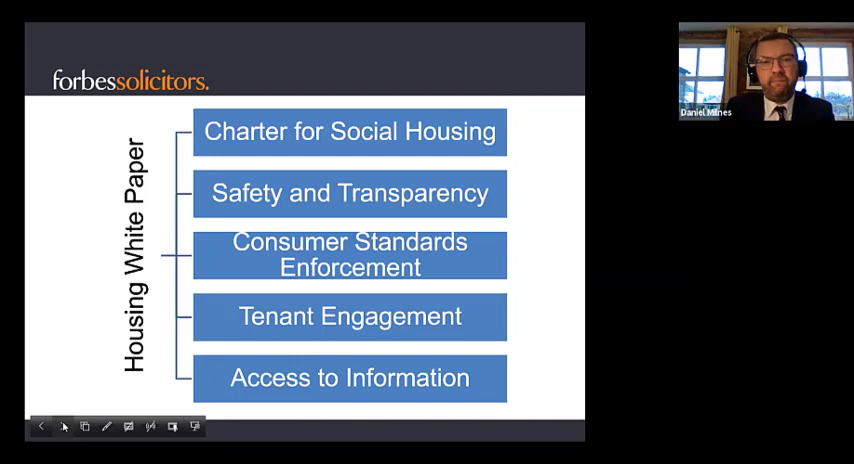 forbessolicitors.
Housing White Paper
Charter for Social Housing
Safety and Transparency
Consumer Standards
Enforcement
Tenant Engagement
Access to Information
Daniel Milnes